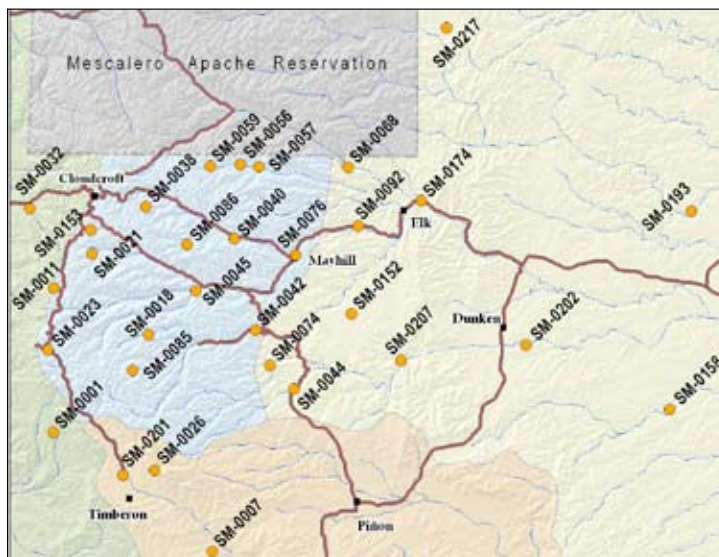 SM-0217
Mescalero Apache Reservation
SM-0059
SM-0056
SM-0057
SM-0068
SM-0032
Cloudcroft
SM-0038
SM-0174
SM-0092
SM-0193
SM-0153
SM-0021
SM-0086
SM-0040
SM-0076
Elk
Mayhill
SM-0011
SM-0045
SM-0152
SM-0023
SM-0018
SM-0042
SM-0085
SM-0074
SM-0207
Dunken
SM-0202
SM-0044
SM-0158
SM-0001
SM-0201
SM-0026
Timberon
SM-0007
Piñon